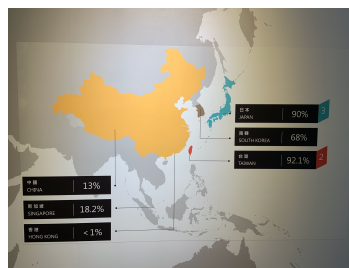 日本
JAPAN
90%
3
南韓
SOUTH KOREA
68%
台灣
TAIWAN
92.1%
2
中國
CHINA
13%
新加坡
SINGAPORE
18.2%
香港
HONG KONG
<1%